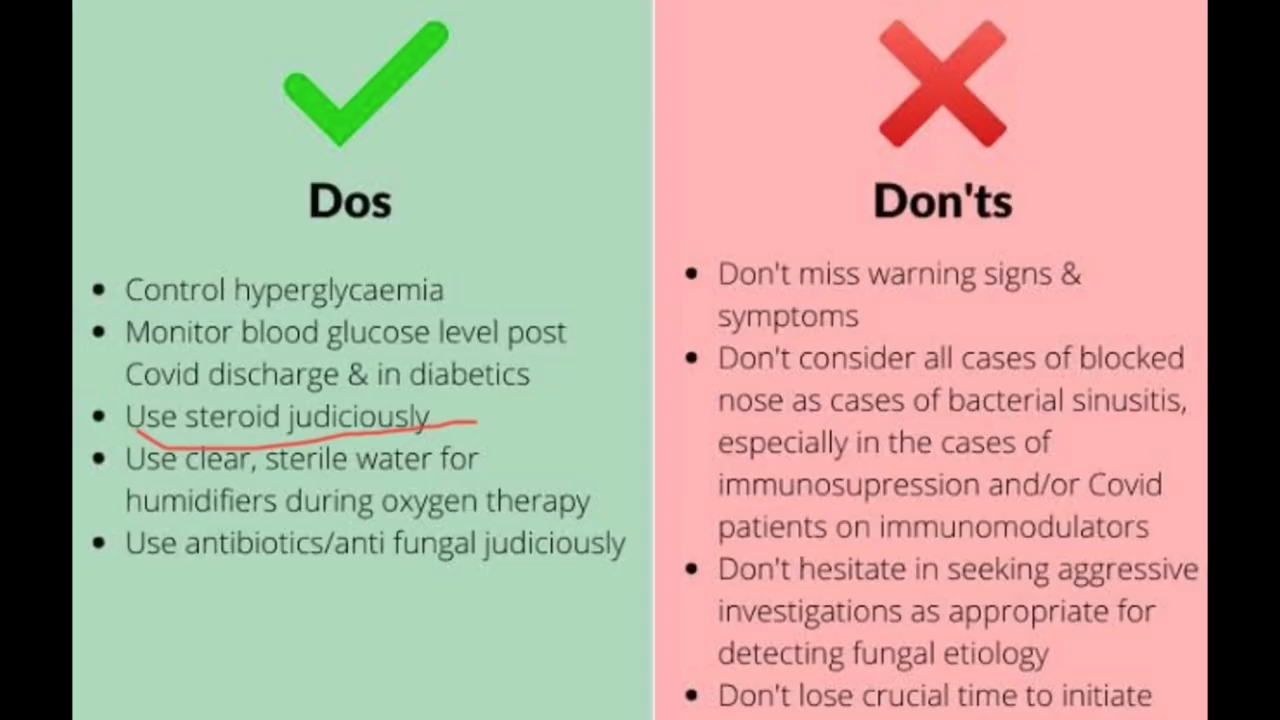 Dos
Control hyperglycaemia
Monitor blood glucose level post
Covid discharge & in diabetics
Use steroid judiciously
Use clear, sterile water for
humidifiers during oxygen therapy
Use antibiotics/anti fungal judiciously
Don'ts
Don't miss warning signs &
symptoms
Don't consider all cases of blocked
nose as cases of bacterial sinusitis,
especially in the cases of
immunosupression and/or Covid
patients on immunomodulators
Don't hesitate in seeking aggressive
investigations as appropriate for
detecting fungal etiology
Don't lose crucial time to initiate